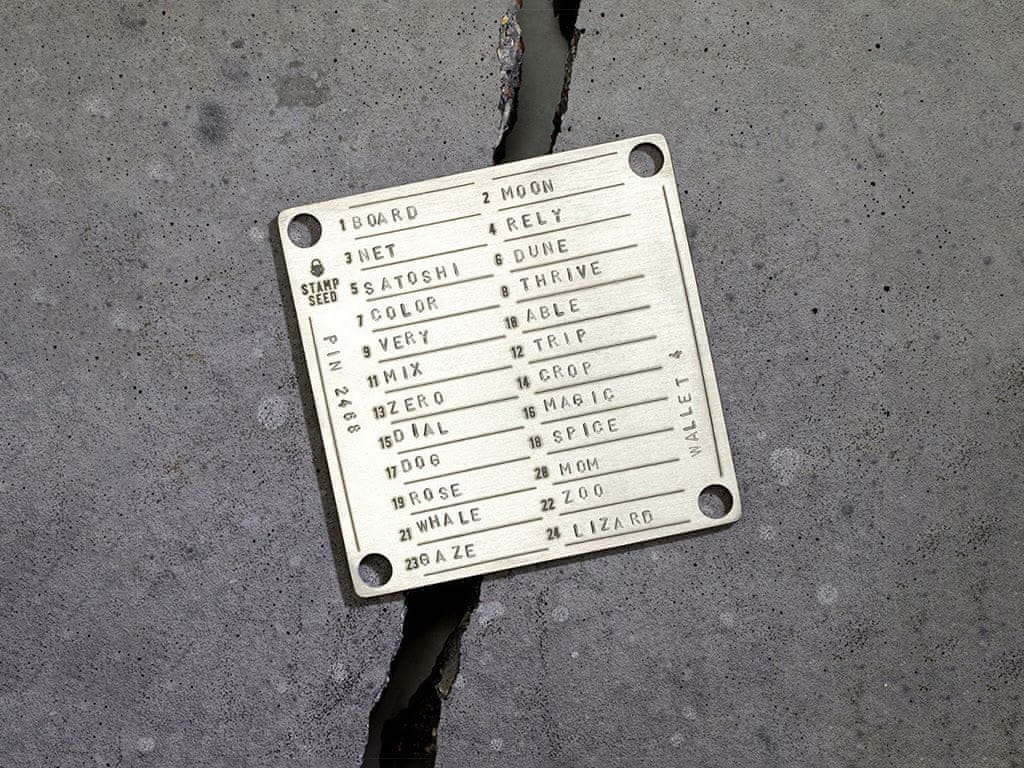 1 BOARD 2 MOON
3 NET 4 RELY
5 SATOSHI 6 DUNE
7 COLOR 8 THRIVE
9 VERY 10 ABLE
11 MIX 12 TRIP
13 ZERO 14 CROP
15 DIAL 16 MAGIC
17 DOG 18 SPICE
19 ROSE 20 MOM
21 WHALE 22 ZOO
23 GAZE 24 LIZARD
STAMP
SEED
PIN 2468
WALLET 4